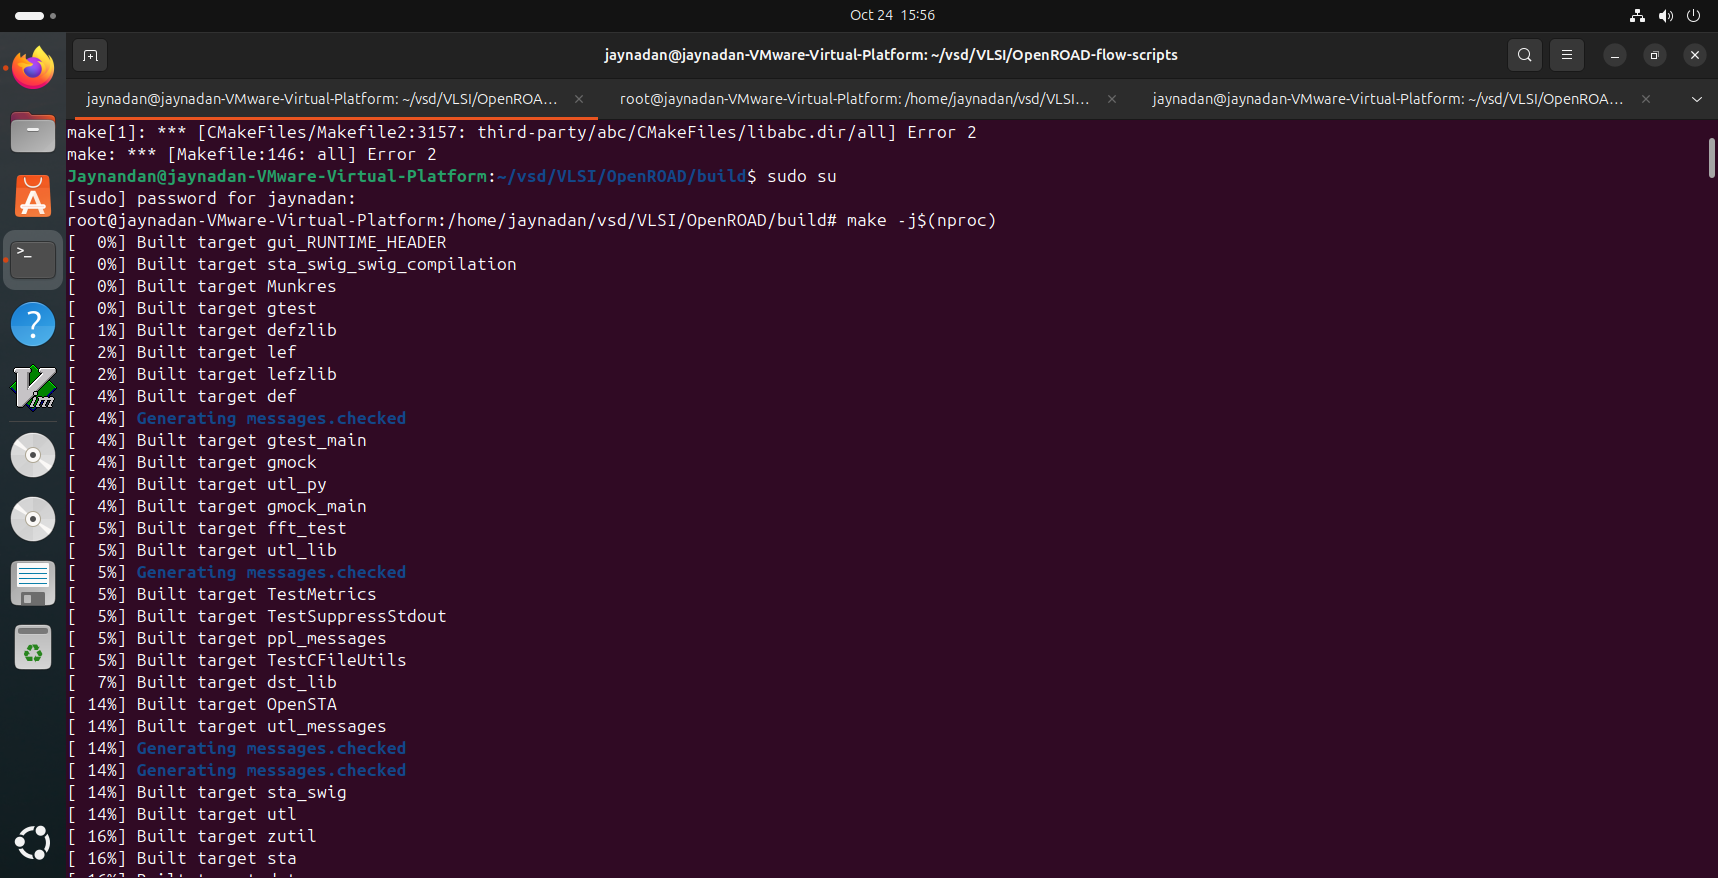 Oct 24 15:56
jaynadan@jaynadan-VMware-Virtual-Platform: ~/vsd/VLSI/OpenROAD-flow-scripts
jaynadan@jaynadan-VMware-Virtual-Platform: ~/vsd/VLSI/OpenROA...
root@jaynadan-VMware-Virtual-Platform: /home/jaynadan/vsd/VLSI...
jaynadan@jaynadan-VMware-Virtual-Platform: ~/vsd/VLSI/OpenROA...
make[1]: *** [CMakeFiles/Makefile2:3157: third-party/abc/CMakeFiles/libabc.dir/all] Error 2
make: *** [Makefile:146: all] Error 2
Jaynandan@jaynadan-VMware-Virtual-Platform:~/vsd/VLSI/OpenROAD/build$ sudo su
[sudo] password for jaynadan:
root@jaynadan-VMware-Virtual-Platform:/home/jaynadan/vsd/VLSI/OpenROAD/build# make -j$(nproc)
[  0%] Built target gui_RUNTIME_HEADER
[  0%] Built target sta_swig_swig_compilation
[  0%] Built target Munkres
[  0%] Built target gtest
[  1%] Built target defzlib
[  2%] Built target lef
[  2%] Built target lefzlib
[  4%] Built target def
[  4%] Generating messages.checked
[  4%] Built target gtest_main
[  4%] Built target gmock
[  4%] Built target utl_py
[  4%] Built target gmock_main
[  5%] Built target fft_test
[  5%] Built target utl_lib
[  5%] Generating messages.checked
[  5%] Built target TestMetrics
[  5%] Built target TestSuppressStdout
[  5%] Built target ppl_messages
[  5%] Built target TestCFileUtils
[  7%] Built target dst_lib
[ 14%] Built target OpenSTA
[ 14%] Built target utl_messages
[ 14%] Generating messages.checked
[ 14%] Generating messages.checked
[ 14%] Built target sta_swig
[ 14%] Built target utl
[ 16%] Built target zutil
[ 16%] Built target sta